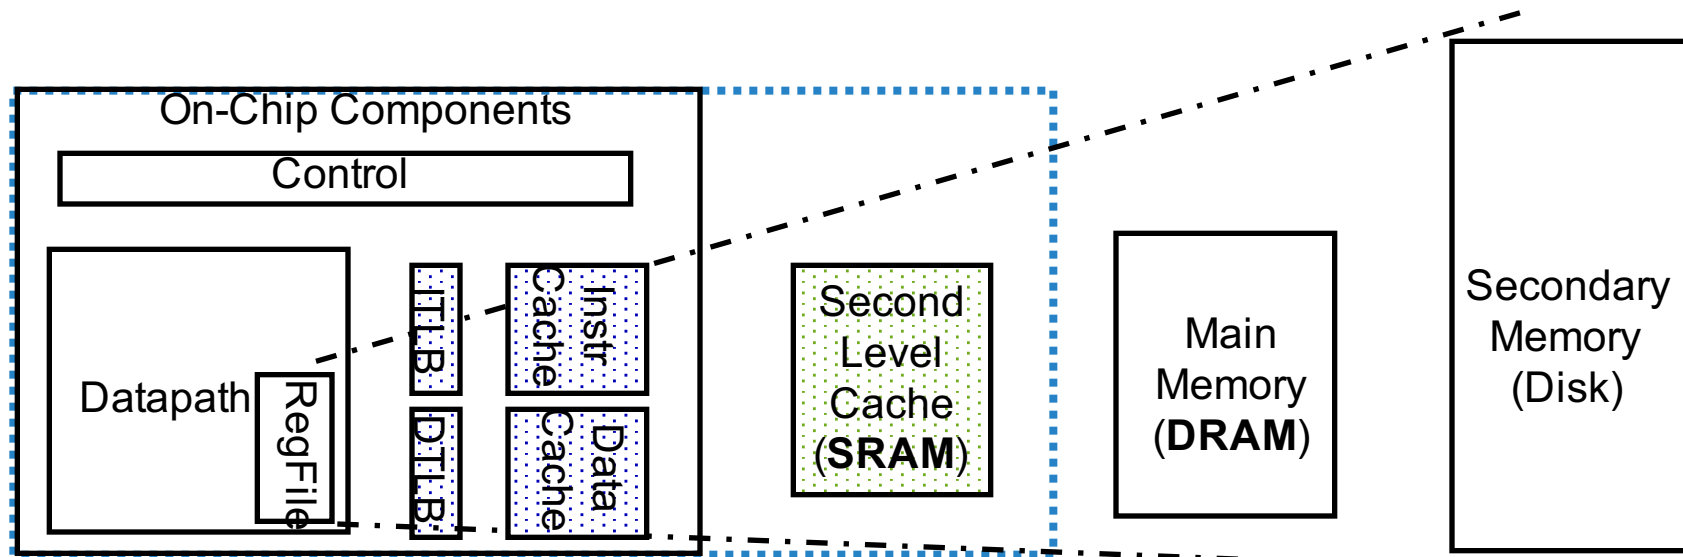 On-Chip Components
Control
Datapath
RegFile
ITLB
DTLB
Instr
Cache
Data
Cache
Second
Level
Cache
(SRAM)
Main
Memory
(DRAM)
Secondary
Memory
(Disk)